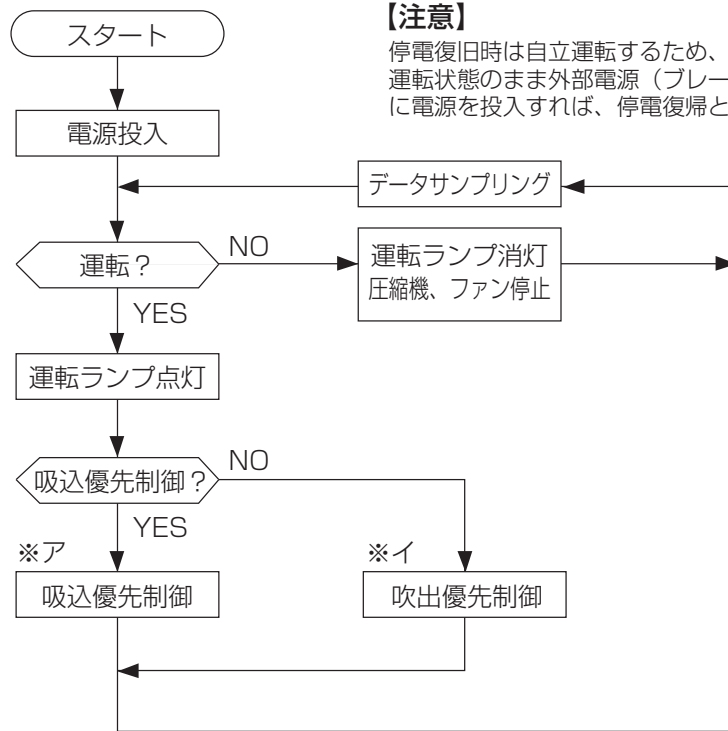 スタート
【注意】
停電復旧時は自立運転するため、
運転状態のまま外部電源（ブレー
に電源を投入すれば、停電復帰と
電源投入
データサンプリング
運転？
NO
運転ランプ消灯
圧縮機、ファン停止
YES
運転ランプ点灯
吸込優先制御？
NO
YES
※ア
吸込優先制御
※イ
吹出優先制御